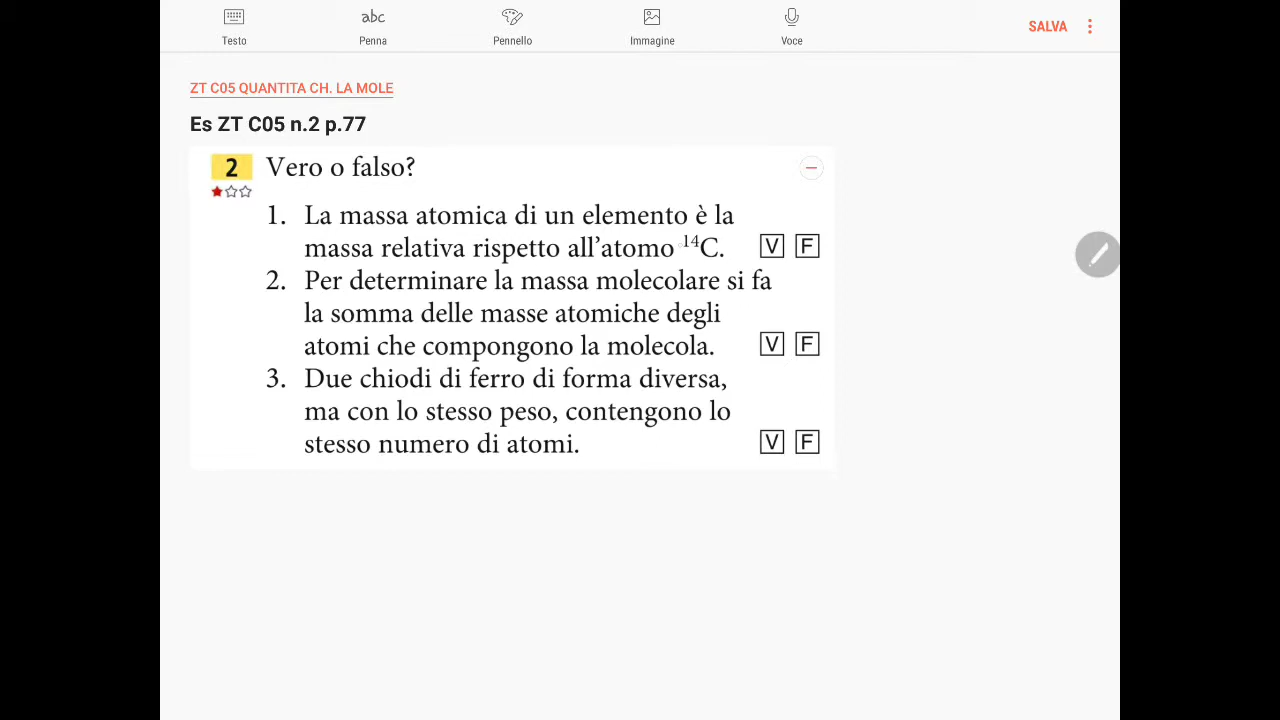 Testo
Penna
Pennello
Immagine
Voce
SALVA
ZT C05 QUANTITA CH. LA MOLE
Es ZT C05 n.2 p.77
2 Vero o falso?
1. La massa atomica di un elemento è la
massa relativa rispetto all’atomo ¹⁴C. V F
2. Per determinare la massa molecolare si fa
la somma delle masse atomiche degli
atomi che compongono la molecola. V F
3. Due chiodi di ferro di forma diversa,
ma con lo stesso peso, contengono lo
stesso numero di atomi. V F